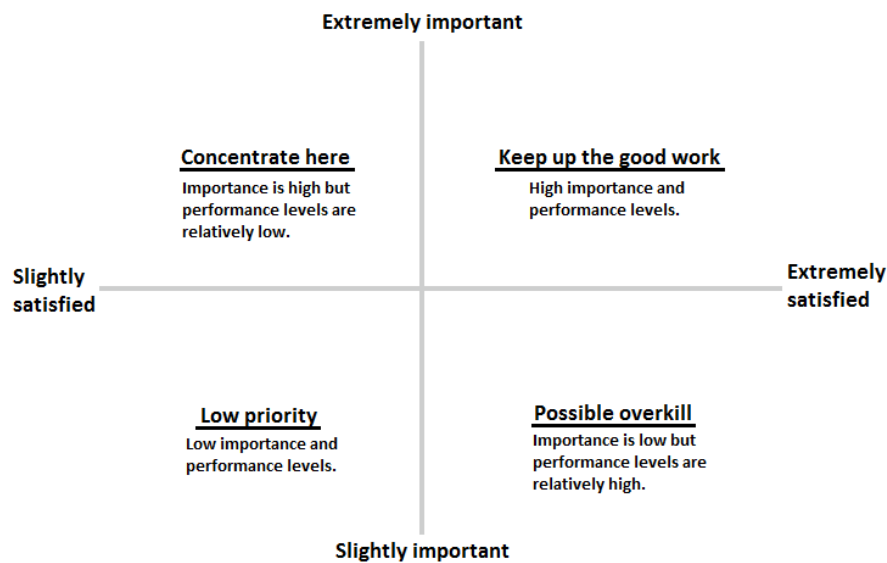 Extremely important
Concentrate here
Importance is high but
performance levels are
relatively low.
Keep up the good work
High importance and
performance levels.
Slightly
satisfied
Extremely
satisfied
Low priority
Low importance and
performance levels.
Possible overkill
Importance is low but
performance levels are
relatively high.
Slightly important